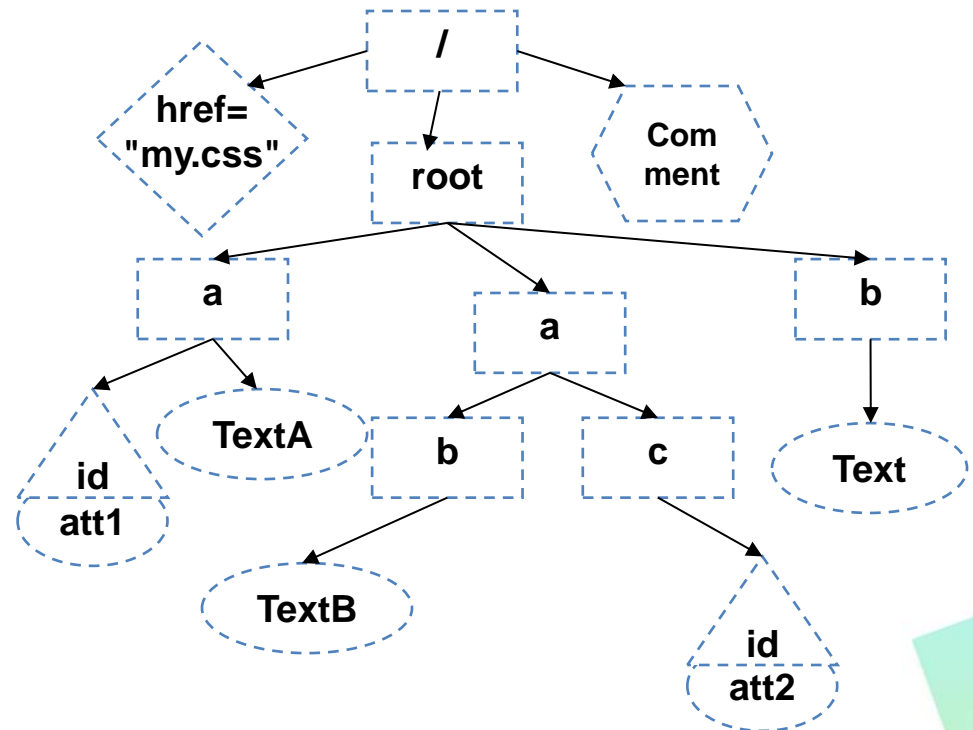 /
href=
"my.css"
Com
ment
root
a
a
b
id
att1
TextA
b
c
Text
TextB
id
att2